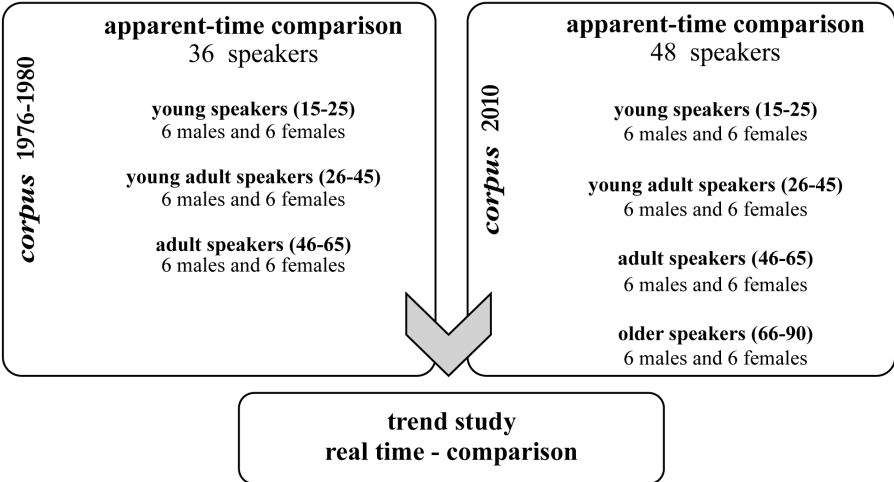 corpus 1976-1980
apparent-time comparison
36 speakers
young speakers (15-25)
6 males and 6 females
young adult speakers (26-45)
6 males and 6 females
adult speakers (46-65)
6 males and 6 females
corpus 2010
apparent-time comparison
48 speakers
young speakers (15-25)
6 males and 6 females
young adult speakers (26-45)
6 males and 6 females
adult speakers (46-65)
6 males and 6 females
older speakers (66-90)
6 males and 6 females
trend study
real time - comparison